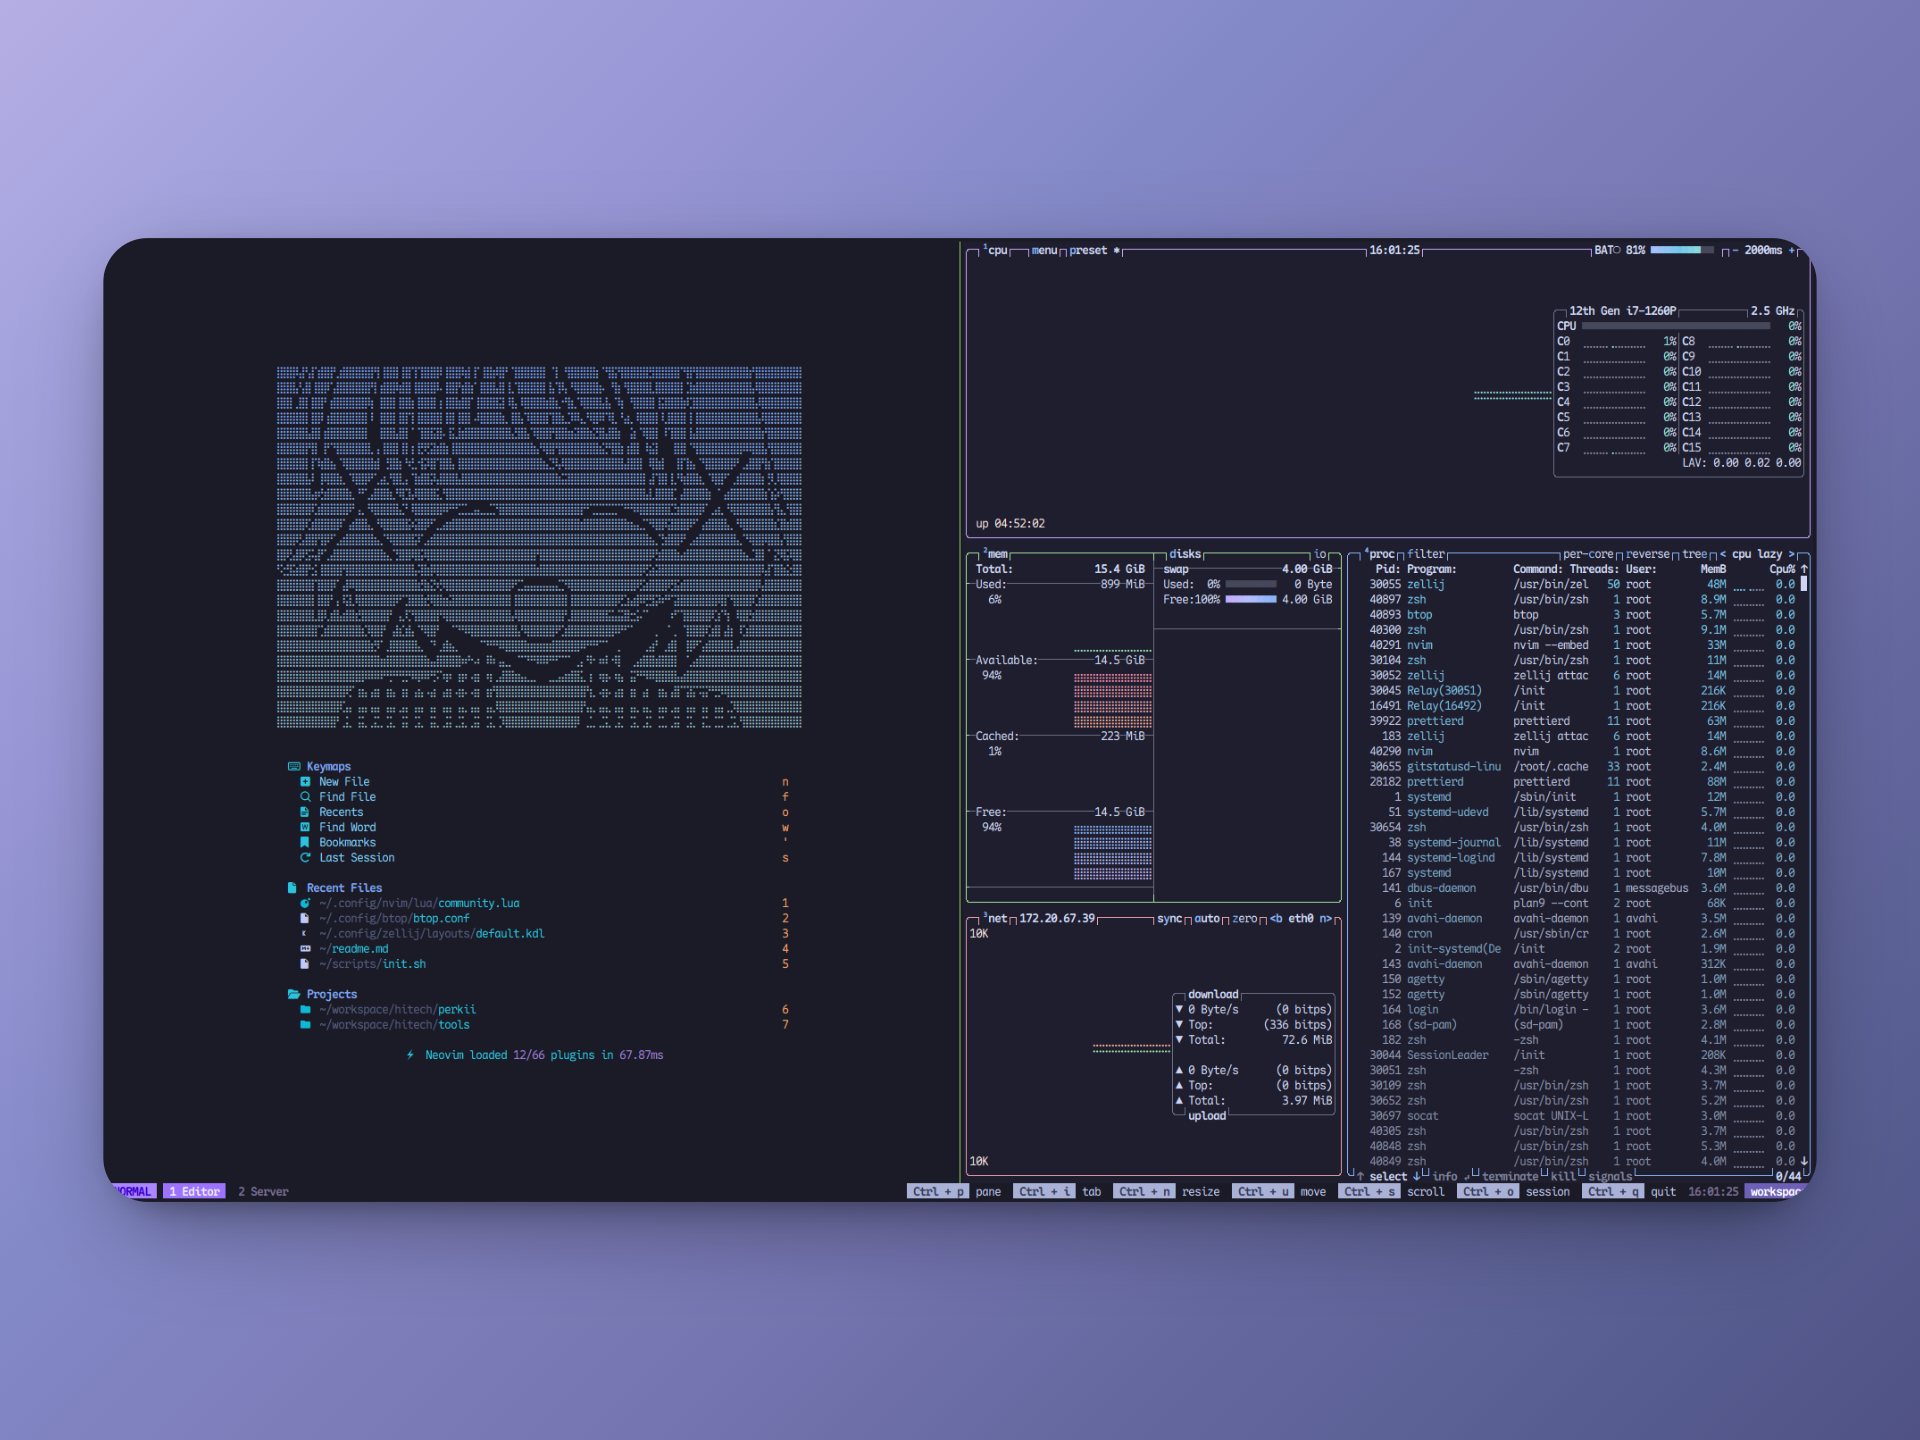 Keymaps
New File n
Find File f
Recents o
Find Word w
Bookmarks '
Last Session s
Recent Files
~/.config/nvim/lua/community.lua 1
~/.config/btop/btop.conf 2
~/.config/zellij/layouts/default.kdl 3
~/readme.md 4
~/scripts/init.sh 5
Projects
~/workspace/hitech/perkii 6
~/workspace/hitech/tools 7
Neovim loaded 12/66 plugins in 67.87ms
1cpu menu preset * 16:01:25 BAT 81% - 2000ms +
12th Gen i7-1260P 2.5 GHz
CPU 0%
C0 1% C8 0%
C1 0% C9 0%
C2 0% C10 0%
C3 0% C11 0%
C4 0% C12 0%
C5 0% C13 0%
C6 0% C14 0%
C7 0% C15 0%
LAV: 0.00 0.02 0.00
up 04:52:02
2mem
Total: 15.4 GiB
Used: 899 MiB
6%
Available: 14.5 GiB
94%
Cached: 223 MiB
1%
Free: 14.5 GiB
94%
disks io
swap 4.00 GiB
Used: 0% 0 Byte
Free:100% 4.00 GiB
3net 172.20.67.39 sync auto zero <b eth0 n>
10K
download
▼ 0 Byte/s (0 bitps)
▼ Top: (336 bitps)
▼ Total: 72.6 MiB
▲ 0 Byte/s (0 bitps)
▲ Top: (0 bitps)
▲ Total: 3.97 MiB
upload
10K
4proc filter per-core reverse tree < cpu lazy >
Pid: Program: Command: Threads: User: MemB Cpu% ↑
30055 zellij /usr/bin/zel 50 root 48M 0.0
40897 zsh /usr/bin/zsh 1 root 8.9M 0.0
40893 btop btop 3 root 5.7M 0.0
40300 zsh /usr/bin/zsh 1 root 9.1M 0.0
40291 nvim nvim --embed 1 root 33M 0.0
30104 zsh /usr/bin/zsh 1 root 11M 0.0
30052 zellij zellij attac 6 root 14M 0.0
30045 Relay(30051) /init 1 root 216K 0.0
16491 Relay(16492) /init 1 root 216K 0.0
39922 prettierd prettierd 11 root 63M 0.0
183 zellij zellij attac 6 root 14M 0.0
40290 nvim nvim 1 root 8.6M 0.0
30655 gitstatusd-linu /root/.cache 33 root 2.4M 0.0
28182 prettierd prettierd 11 root 88M 0.0
1 systemd /sbin/init 1 root 12M 0.0
51 systemd-udevd /lib/systemd 1 root 5.7M 0.0
30654 zsh /usr/bin/zsh 1 root 4.0M 0.0
38 systemd-journal /lib/systemd 1 root 11M 0.0
144 systemd-logind /lib/systemd 1 root 7.8M 0.0
167 systemd /lib/systemd 1 root 10M 0.0
141 dbus-daemon /usr/bin/dbu 1 messagebus 3.6M 0.0
6 init plan9 --cont 2 root 68K 0.0
139 avahi-daemon avahi-daemon 1 avahi 3.5M 0.0
140 cron /usr/sbin/cr 1 root 2.6M 0.0
2 init-systemd(De /init 2 root 1.9M 0.0
143 avahi-daemon avahi-daemon 1 avahi 312K 0.0
150 agetty /sbin/agetty 1 root 1.0M 0.0
152 agetty /sbin/agetty 1 root 1.0M 0.0
164 login /bin/login - 1 root 3.6M 0.0
168 (sd-pam) (sd-pam) 1 root 2.8M 0.0
182 zsh -zsh 1 root 4.1M 0.0
30044 SessionLeader /init 1 root 208K 0.0
30051 zsh -zsh 1 root 4.3M 0.0
30109 zsh /usr/bin/zsh 1 root 3.7M 0.0
30652 zsh /usr/bin/zsh 1 root 5.2M 0.0
30697 socat socat UNIX-L 1 root 3.0M 0.0
40305 zsh /usr/bin/zsh 1 root 3.7M 0.0
40848 zsh /usr/bin/zsh 1 root 5.3M 0.0
40849 zsh /usr/bin/zsh 1 root 4.0M 0.0 ↓
↑ select ↓ info ↲ terminate kill signals 0/44
NORMAL 1 Editor 2 Server Ctrl + p pane Ctrl + i tab Ctrl + n resize Ctrl + u move Ctrl + s scroll Ctrl + o session Ctrl + q quit 16:01:25 workspac